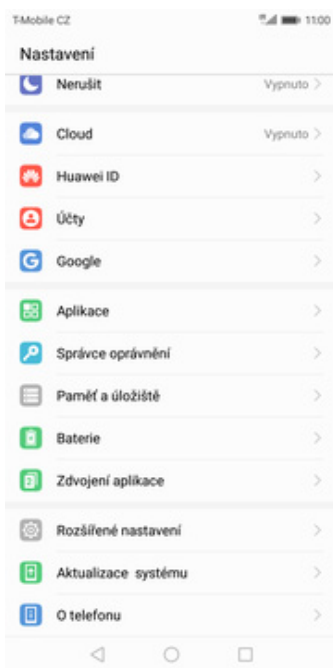 T-Mobile CZ 11:00
Nastavení
Nerušit Vypnuto
Cloud Vypnuto
Huawei ID
Účty
Google
Aplikace
Správce oprávnění
Paměť a úložiště
Baterie
Zdvojení aplikace
Rozšířené nastavení
Aktualizace systému
O telefonu